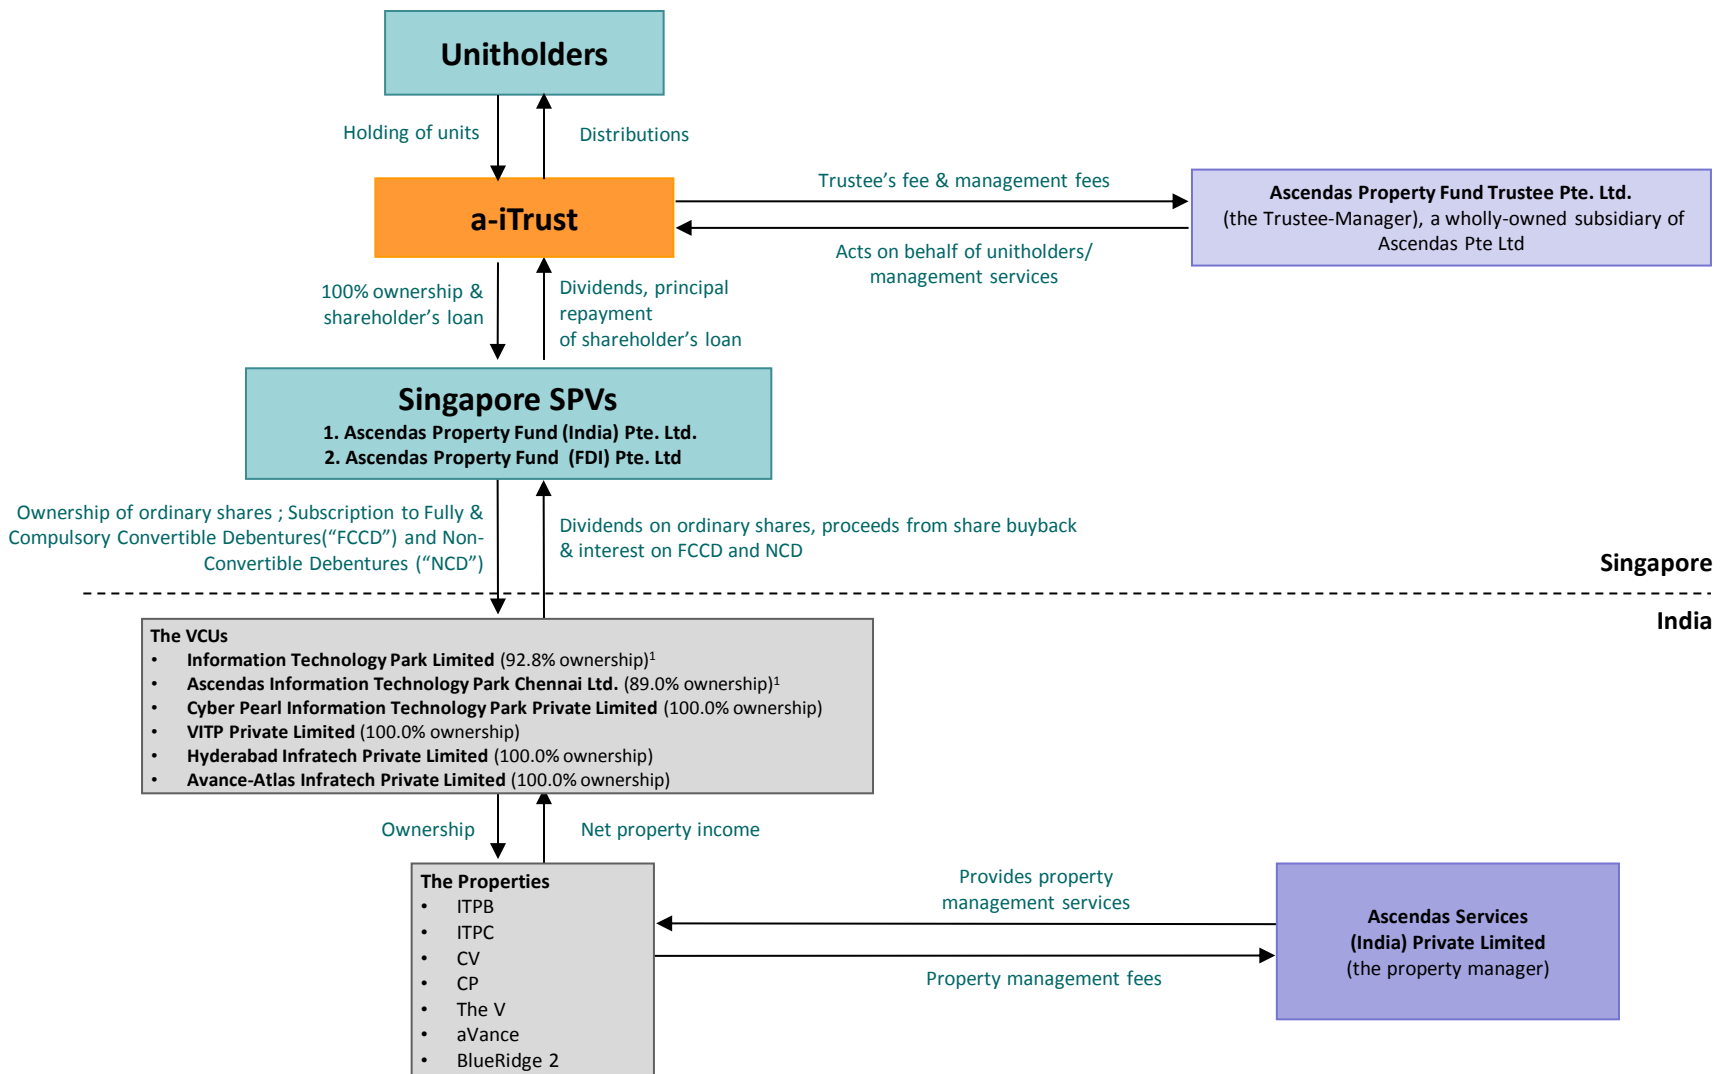 Unitholders
Holding of units
Distributions
a-iTrust
Trustee’s fee & management fees
Acts on behalf of unitholders/
management services
Ascendas Property Fund Trustee Pte. Ltd.
(the Trustee-Manager), a wholly-owned subsidiary of
Ascendas Pte Ltd
100% ownership &
shareholder’s loan
Dividends, principal
repayment
of shareholder’s loan
Singapore SPVs
1. Ascendas Property Fund (India) Pte. Ltd.
2. Ascendas Property Fund (FDI) Pte. Ltd
Ownership of ordinary shares ; Subscription to Fully &
Compulsory Convertible Debentures(“FCCD”) and Non-
Convertible Debentures (“NCD”)
Dividends on ordinary shares, proceeds from share buyback
& interest on FCCD and NCD
Singapore
India
The VCUs
• Information Technology Park Limited (92.8% ownership)¹
• Ascendas Information Technology Park Chennai Ltd. (89.0% ownership)¹
• Cyber Pearl Information Technology Park Private Limited (100.0% ownership)
• VITP Private Limited (100.0% ownership)
• Hyderabad Infratech Private Limited (100.0% ownership)
• Avance-Atlas Infratech Private Limited (100.0% ownership)
Ownership
Net property income
The Properties
• ITPB
• ITPC
• CV
• CP
• The V
• aVance
• BlueRidge 2
Provides property
management services
Property management fees
Ascendas Services
(India) Private Limited
(the property manager)